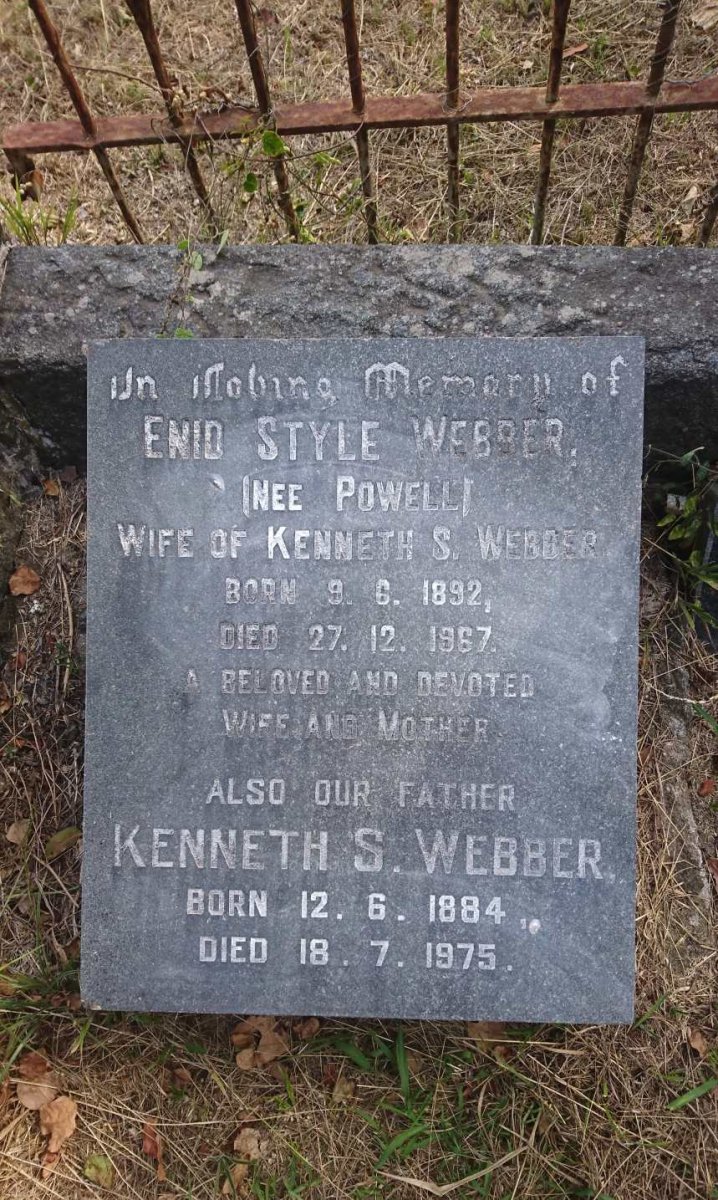 In Loving Memory of
ENID STYLE WEBBER.
(NEE POWELL)
WIFE OF KENNETH S. WEBBER
BORN 9. 6. 1892,
DIED 27. 12. 1967.
A BELOVED AND DEVOTED
WIFE AND MOTHER.
ALSO OUR FATHER
KENNETH S. WEBBER.
BORN 12. 6. 1884.
DIED 18. 7. 1975.